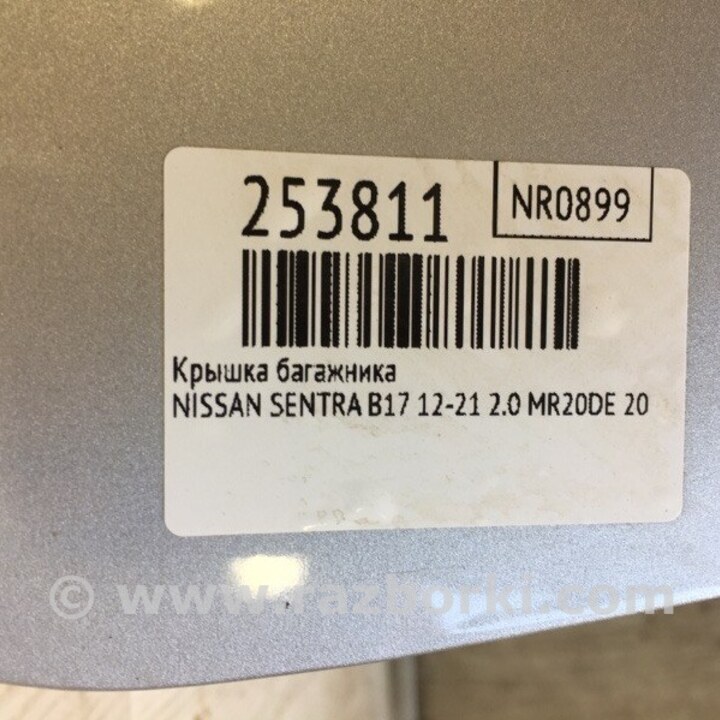 253811
NR0899
Крышка багажника
NISSAN SENTRA B17 12-21 2.0 MR20DE 20
© www.razborki.com